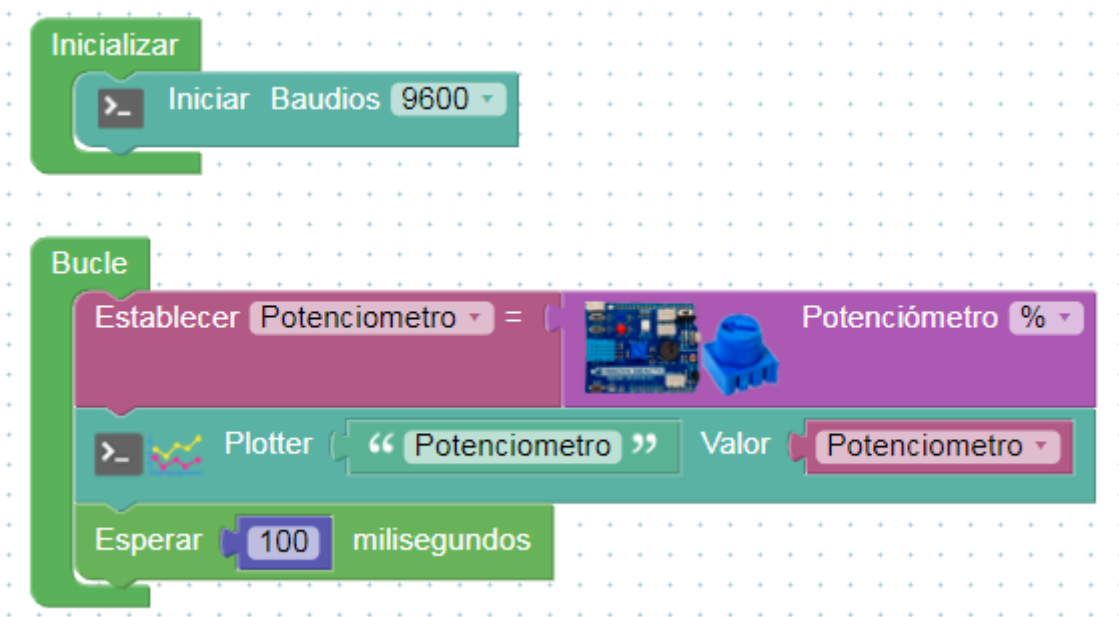 Inicializar
>_ Iniciar Baudios 9600
Bucle
Establecer Potenciometro = Potenciómetro %
>_ Plotter “ Potenciometro ” Valor Potenciometro
Esperar 100 milisegundos